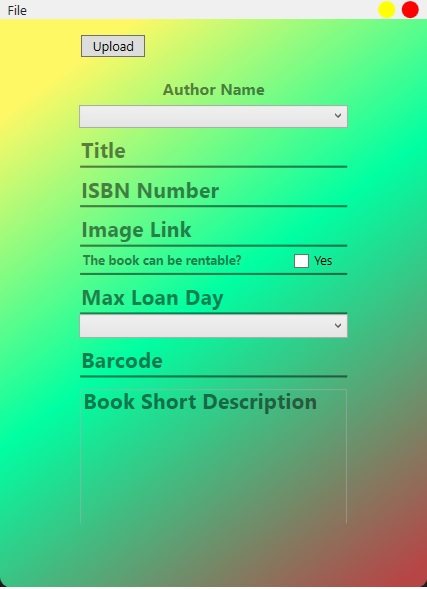 File
Upload
Author Name
Title
ISBN Number
Image Link
The book can be rentable? Yes
Max Loan Day
Barcode
Book Short Description